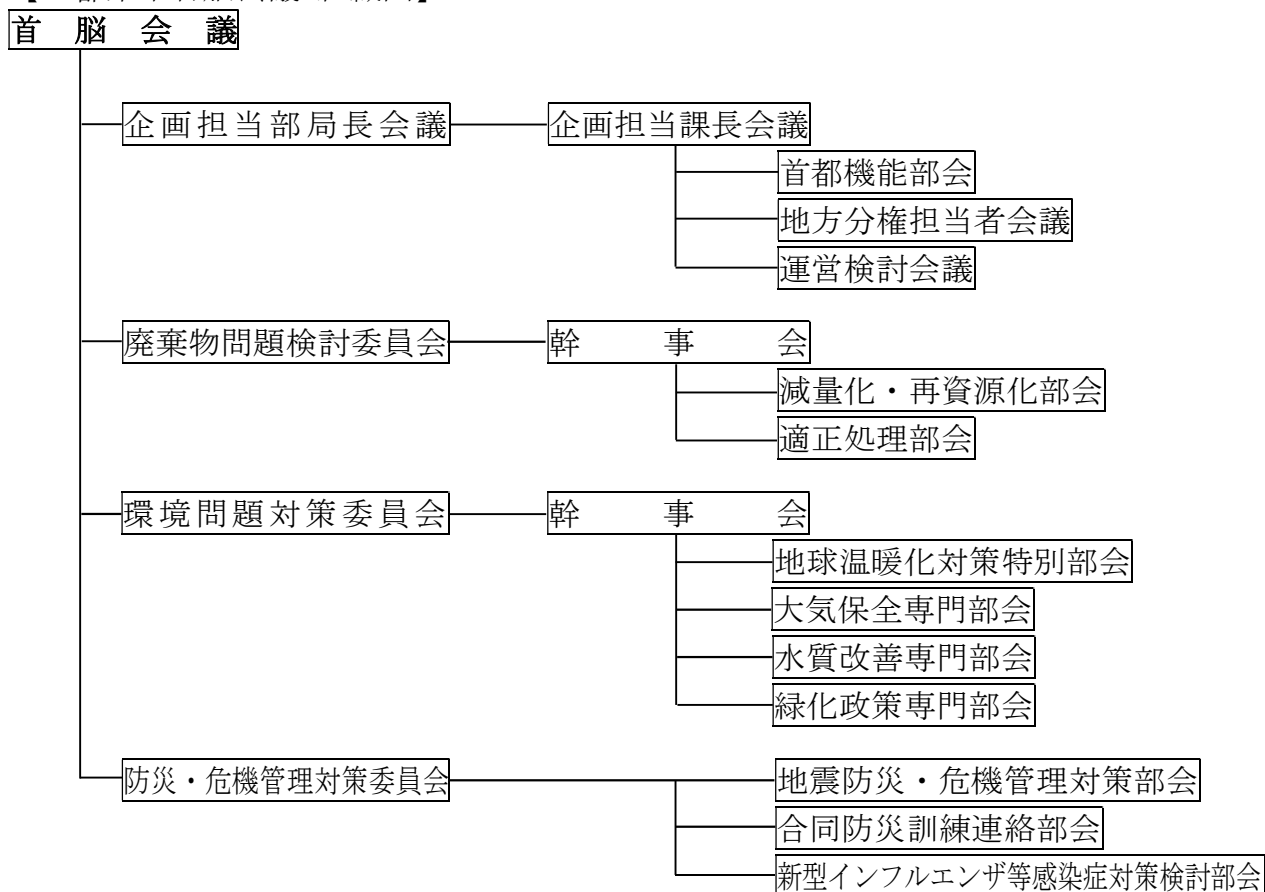 首脳会議
企画担当部局長会議 企画担当課長会議
首都機能部会
地方分権担当者会議
運営検討会議
廃棄物問題検討委員会 幹事会
減量化・再資源化部会
適正処理部会
環境問題対策委員会 幹事会
地球温暖化対策特別部会
大気保全専門部会
水質改善専門部会
緑化政策専門部会
防災・危機管理対策委員会 地震防災・危機管理対策部会
合同防災訓練連絡部会
新型インフルエンザ等感染症対策検討部会